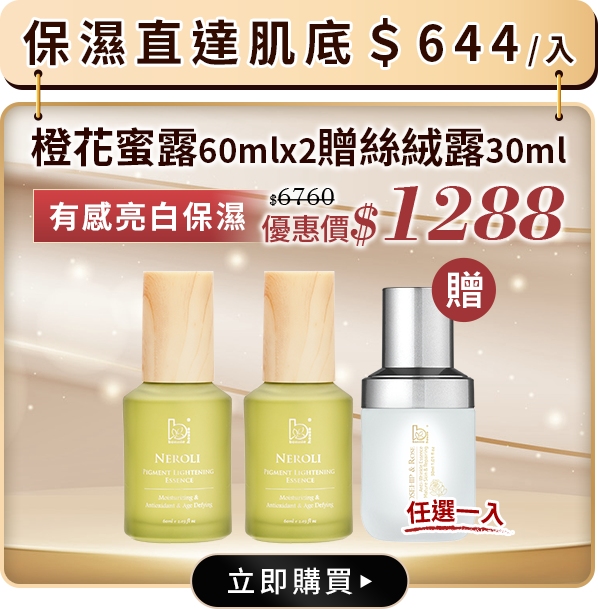 保濕直達肌底$644/入
橙花蜜露60mlx2贈絲絨露30ml
有感亮白保濕
$6760
優惠價$1288
贈
NEROLI
PIGMENT LIGHTENING
ESSENCE
Moisturizing &
Antioxidant & Age Defying
NEROLI
PIGMENT LIGHTENING
ESSENCE
Moisturizing &
Antioxidant & Age Defying
任選一入
立即購買